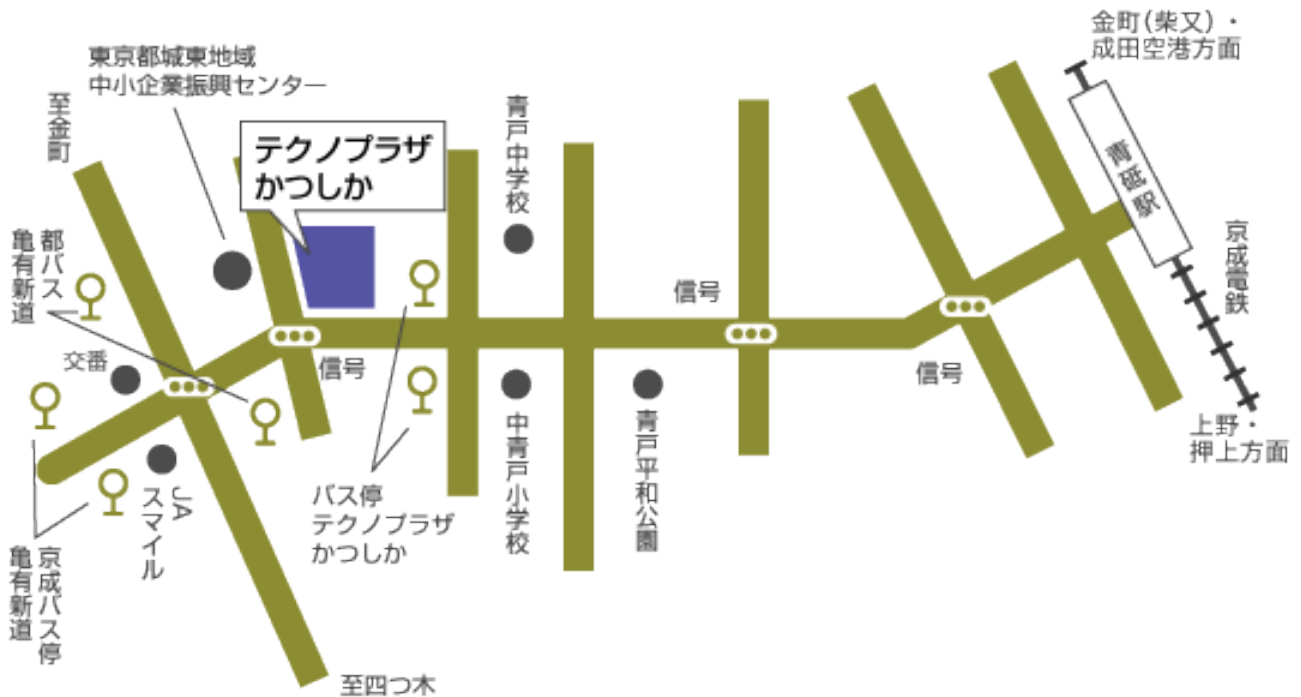 金町(柴又)・
成田空港方面
東京都城東地域
中小企業振興センター
至金町
テクノプラザ
かつしか
青戸中学校
青砥駅
京成電鉄
都バス
亀有新道
信号
交番
信号
信号
上野・
押上方面
JA
スマイル
バス停
テクノプラザ
かつしか
中青戸小学校
青戸平和公園
京成バス停
亀有新道
至四つ木